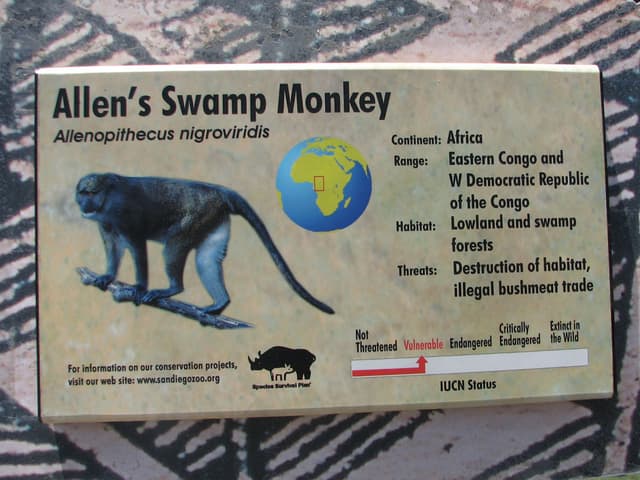 Allen's Swamp Monkey
Allenopithecus nigroviridis
Continent: Africa
Range: Eastern Congo and
W Democratic Republic
of the Congo
Habitat: Lowland and swamp
forests
Threats: Destruction of habitat,
illegal bushmeat trade
Not
Threatened
Vulnerable
Endangered
Critically
Endangered
Extinct in
the Wild
IUCN Status
For information on our conservation projects,
visit our web site: www.sandiegozoo.org
Species Survival Plan®